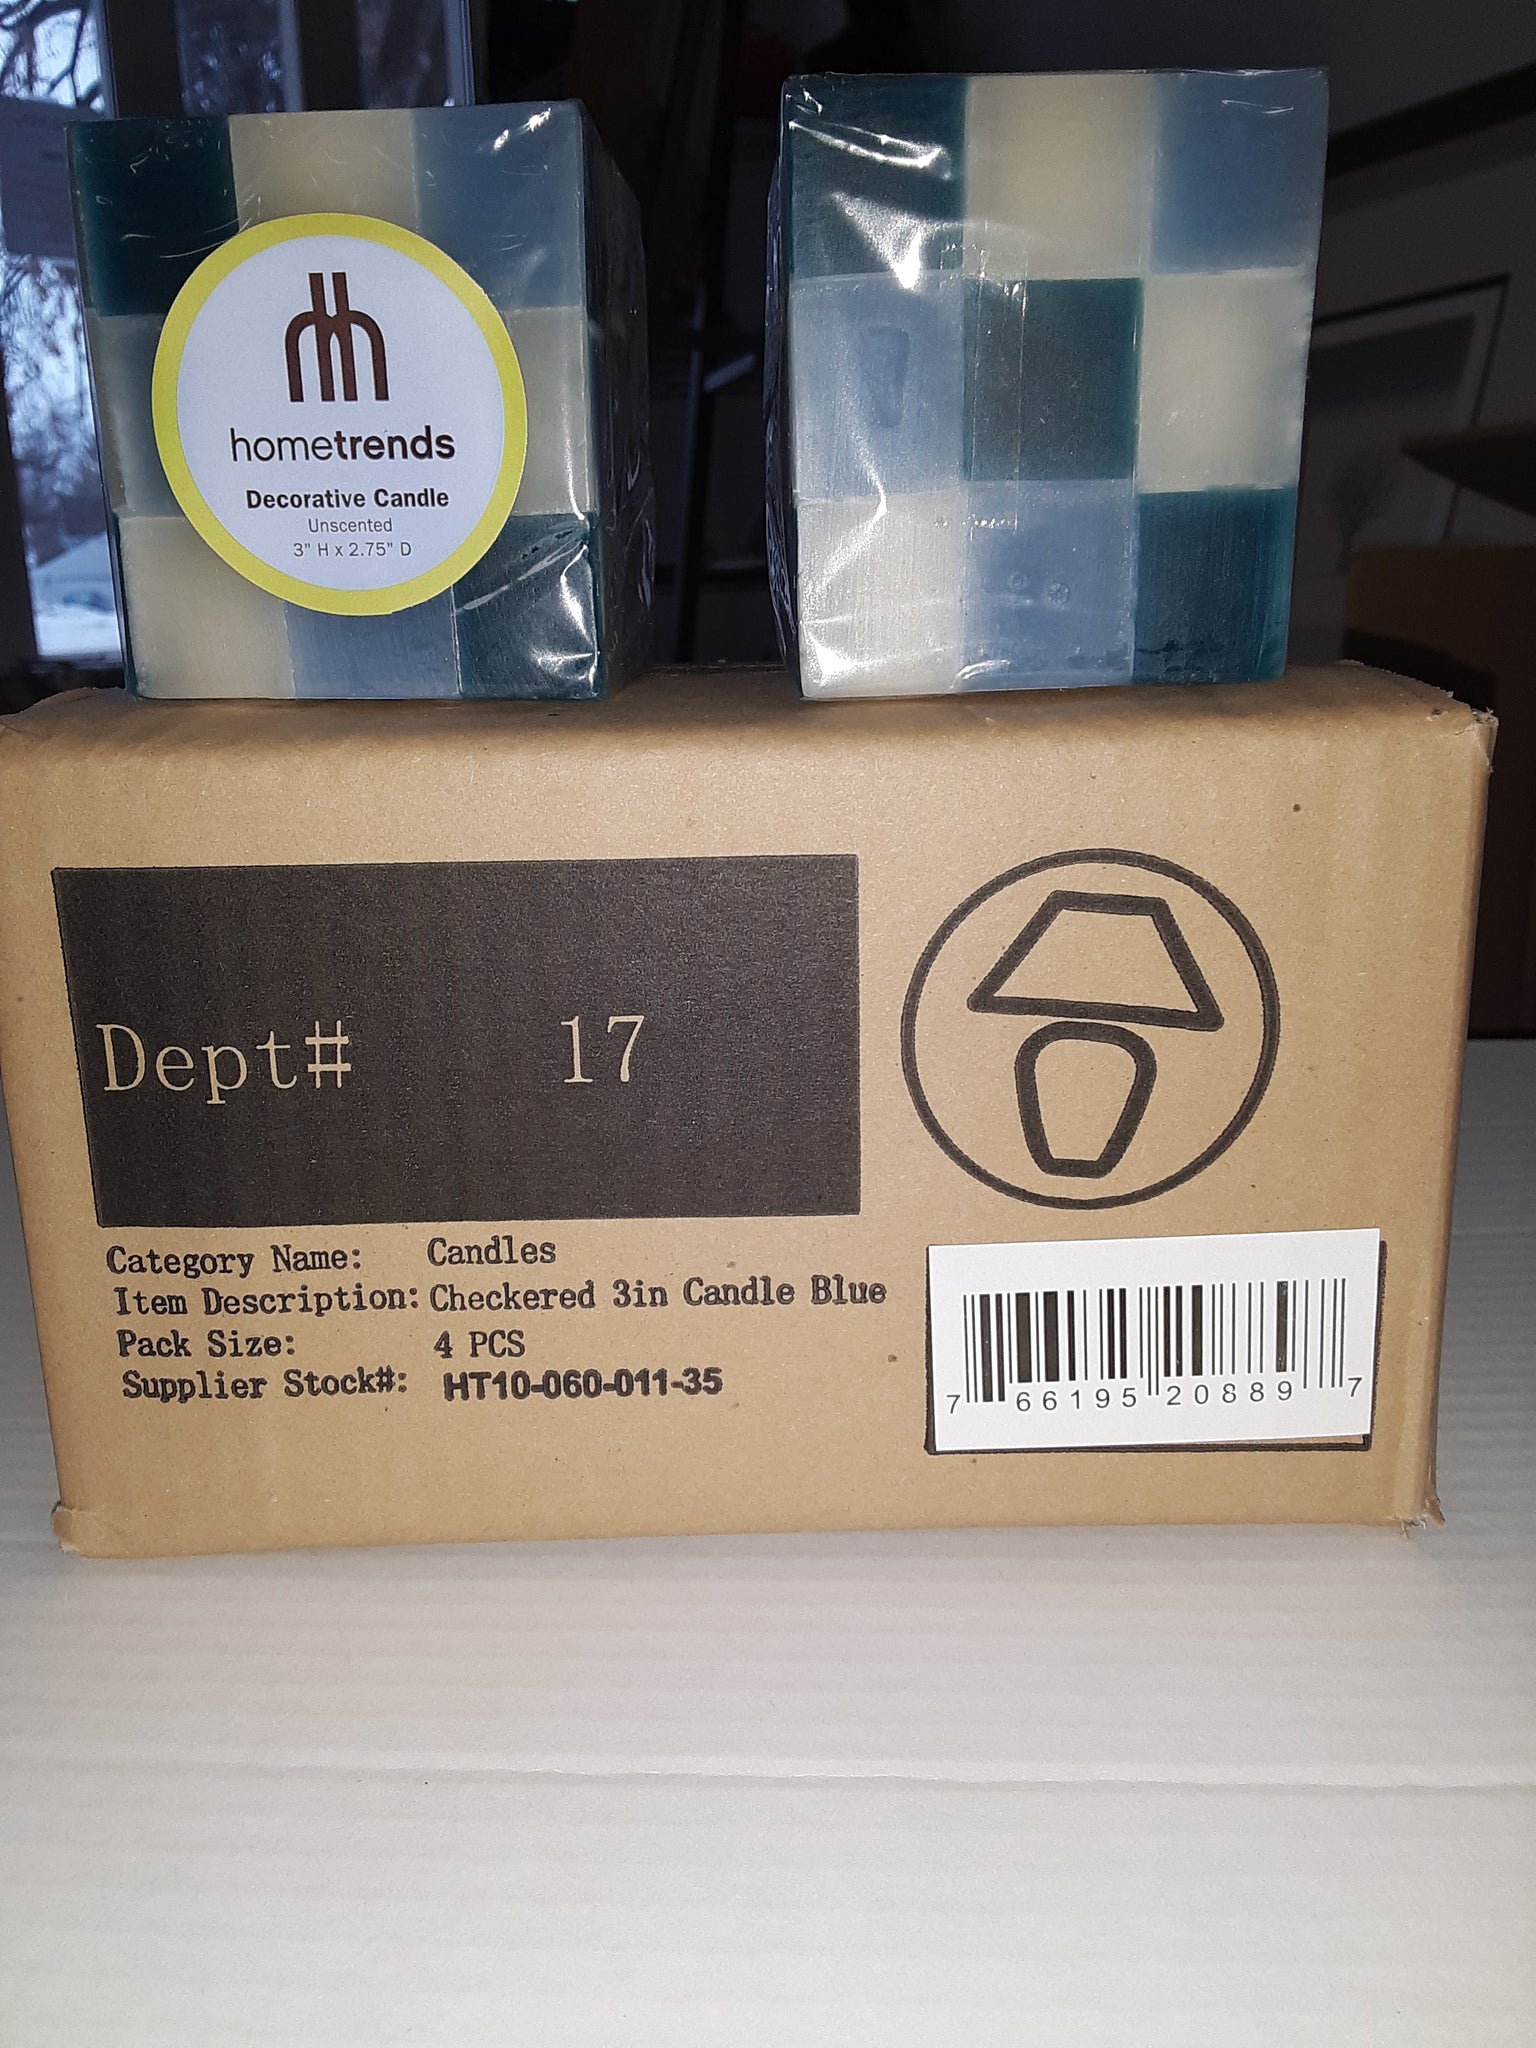 hometrends
Decorative Candle
Unscented
3" H x 2.75" D
Dept# 17
Category Name: Candles
Item Description: Checkered 3in Candle Blue
Pack Size: 4 PCS
Supplier Stock#: HT10-060-011-35
7 66195 20889 7